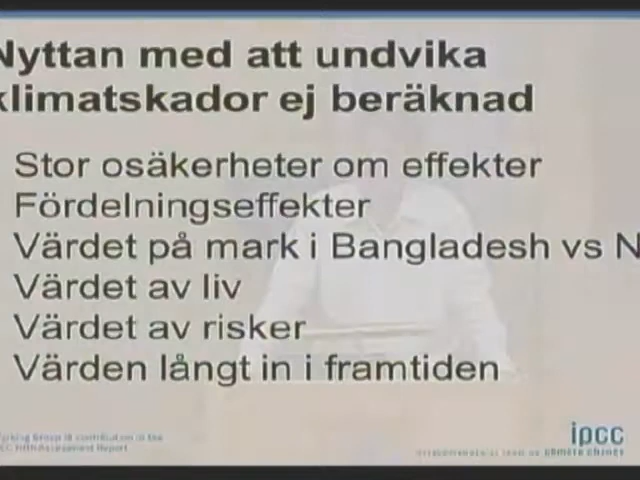 Nyttan med att undvika
klimatskador ej beräknad
Stor osäkerheter om effekter
Fördelningseffekter
Värdet på mark i Bangladesh vs N
Värdet av liv
Värdet av risker
Värden långt in i framtiden
ipcc